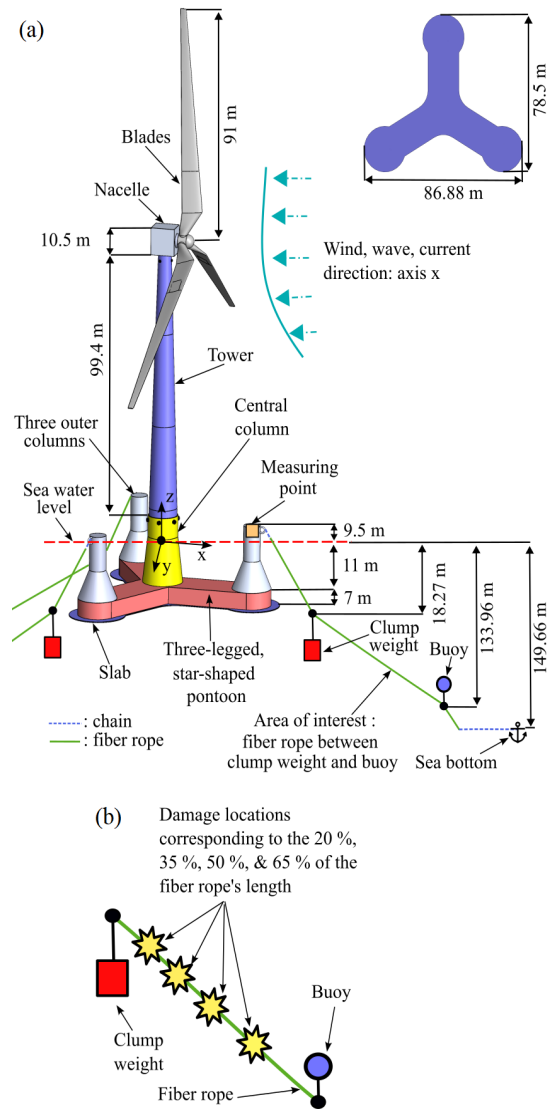 (a)
91 m
Blades
Nacelle
10.5 m
99.4 m
78.5 m
86.88 m
Wind, wave, current
direction: axis x
Tower
Three outer
columns
Central
column
Measuring
point
Sea water
level
z
x
y
9.5 m
11 m
7 m
18.27 m
133.96 m
149.66 m
Slab
Three-legged,
star-shaped
pontoon
Clump
weight
Buoy
Area of interest :
fiber rope between
clump weight and buoy
Sea bottom
: chain
: fiber rope
(b)
Damage locations
corresponding to the 20 %,
35 %, 50 %, & 65 % of the
fiber rope's length
Clump
weight
Buoy
Fiber rope